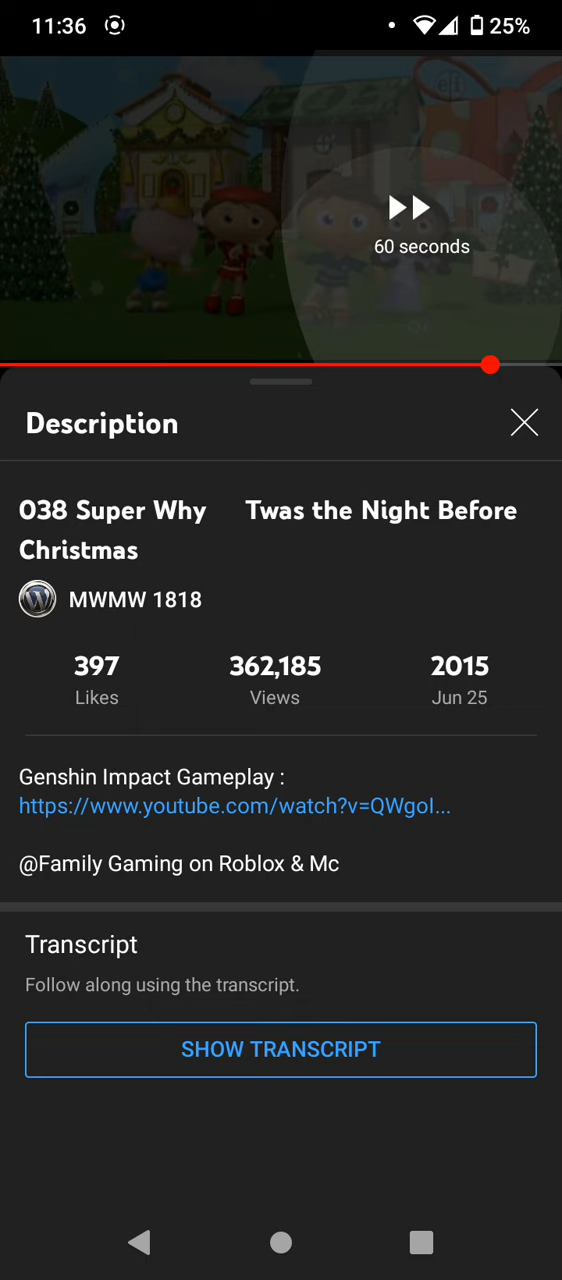 11:36 25%
60 seconds
Description
038 Super Why Twas the Night Before
Christmas
MWMW 1818
397 362,185 2015
Likes Views Jun 25
Genshin Impact Gameplay :
https://www.youtube.com/watch?v=QWgoI...
@Family Gaming on Roblox & Mc
Transcript
Follow along using the transcript.
SHOW TRANSCRIPT